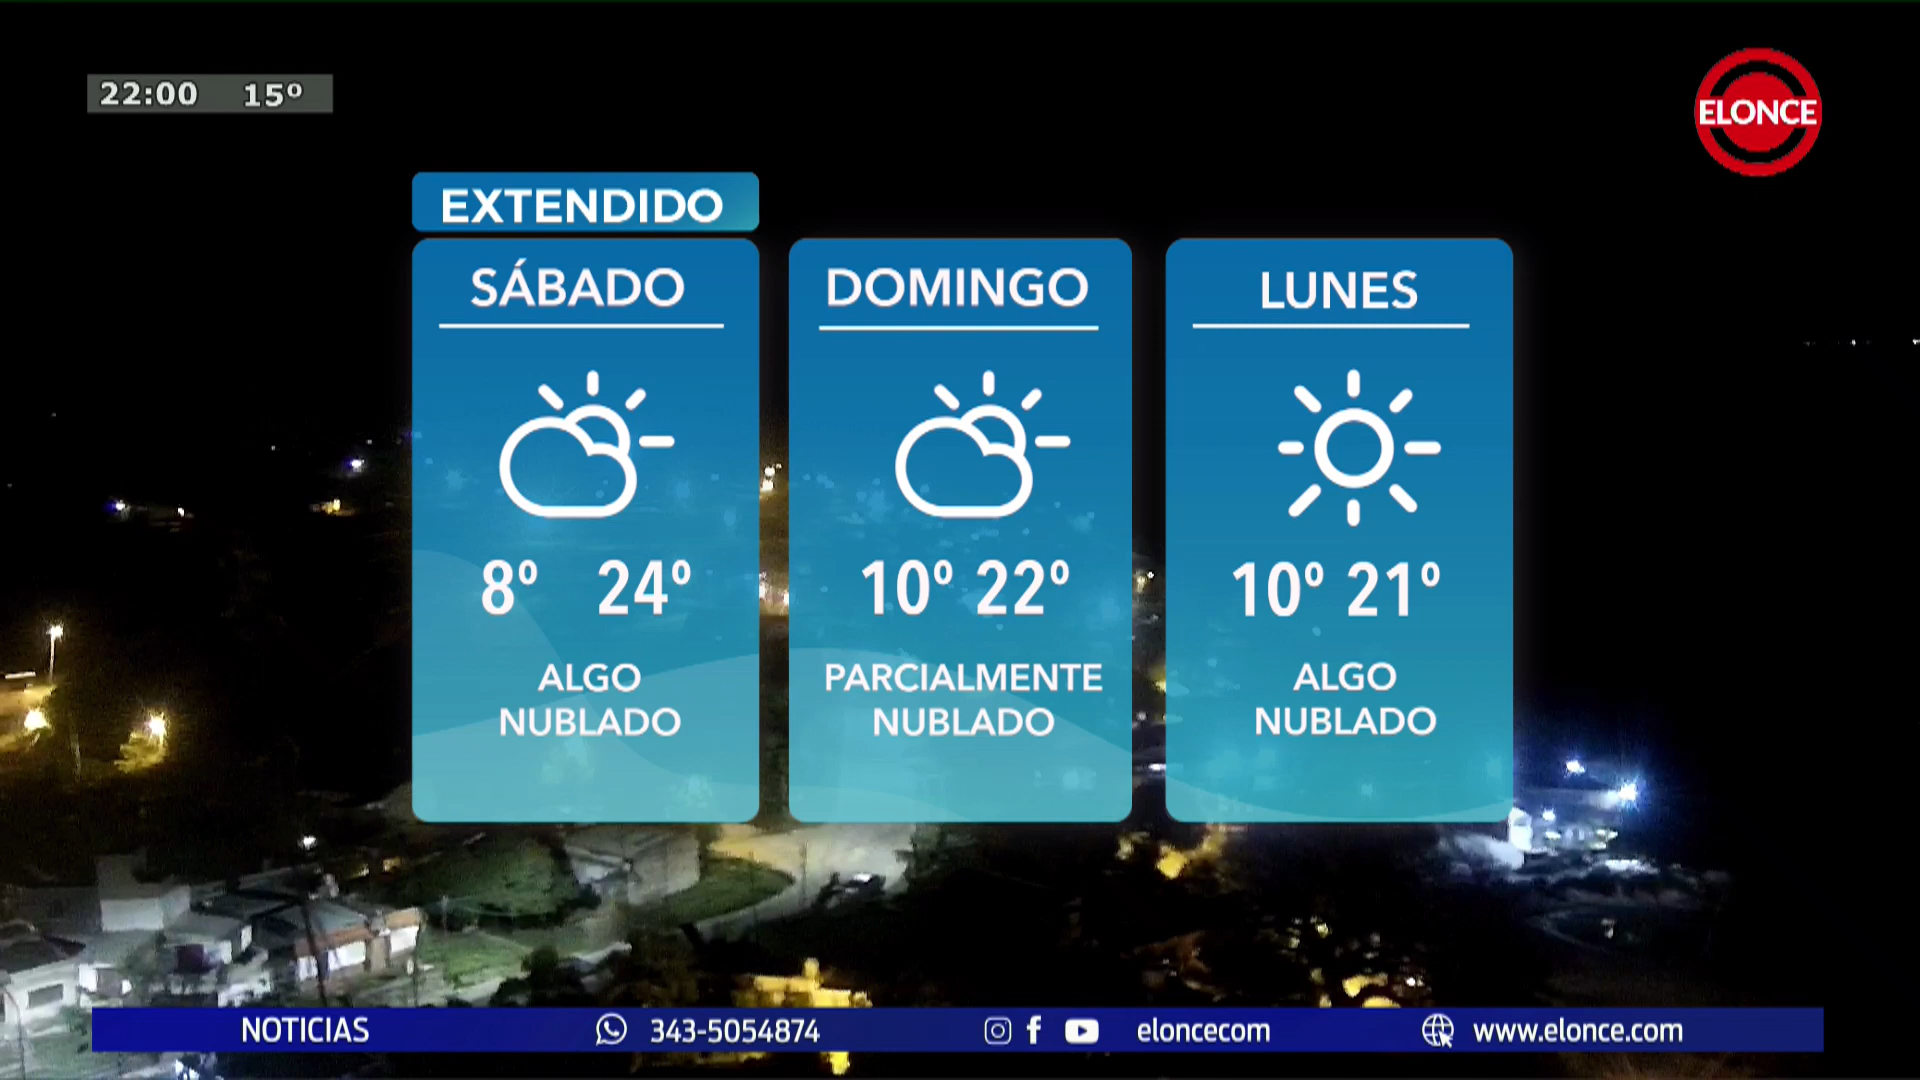 22:00 15º
ELONCE
EXTENDIDO
SÁBADO
8º 24º
ALGO
NUBLADO
DOMINGO
10º 22º
PARCIALMENTE
NUBLADO
LUNES
10º 21º
ALGO
NUBLADO
NOTICIAS 343-5054874 eloncecom www.elonce.com